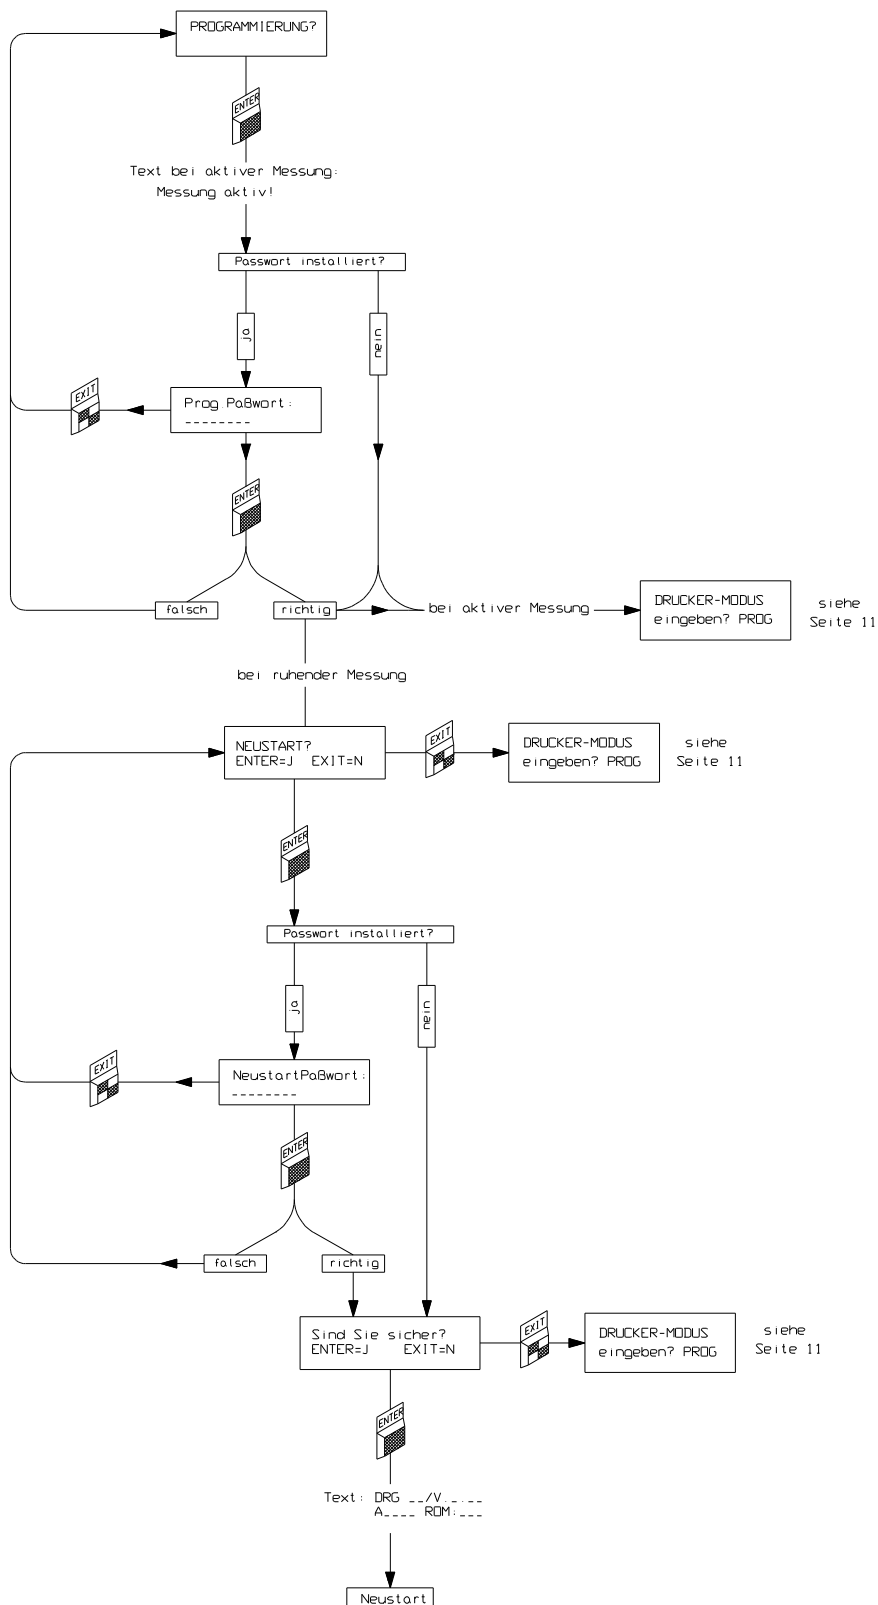 PROGRAMMIERUNG?
ENTER
Text bei aktiver Messung:
Messung aktiv!
Passwort installiert?
ja
nein
EXIT
Prog.Paßwort:
--------
ENTER
falsch
richtig
bei aktiver Messung
DRUCKER-MODUS
eingeben? PROG
siehe
Seite 11
bei ruhender Messung
NEUSTART?
ENTER=J EXIT=N
EXIT
DRUCKER-MODUS
eingeben? PROG
siehe
Seite 11
ENTER
Passwort installiert?
ja
nein
EXIT
NeustartPaßwort:
--------
ENTER
falsch
richtig
Sind Sie sicher?
ENTER=J EXIT=N
EXIT
DRUCKER-MODUS
eingeben? PROG
siehe
Seite 11
ENTER
Text: DRG __/V._.__
A____ ROM:___
Neustart